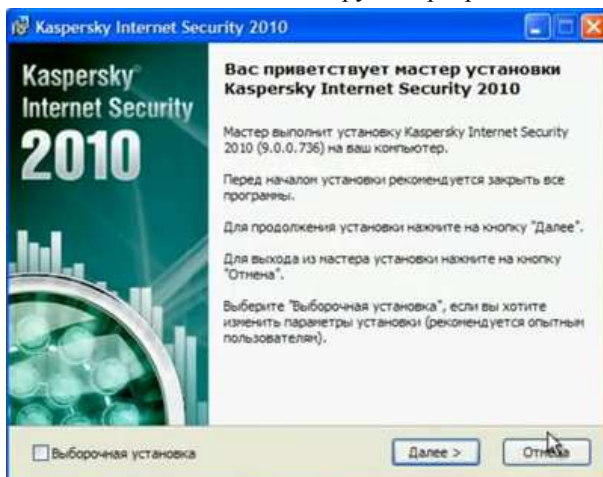 Kaspersky Internet Security 2010
Kaspersky
Internet Security
2010
Вас приветствует мастер установки
Kaspersky Internet Security 2010
Мастер выполнит установку Kaspersky Internet Security
2010 (9.0.0.736) на ваш компьютер.
Перед началом установки рекомендуется закрыть все
программы.
Для продолжения установки нажмите на кнопку "Далее".
Для выхода из мастера установки нажмите на кнопку
"Отмена".
Выберите "Выборочная установка", если вы хотите
изменить параметры установки (рекомендуется опытным
пользователям).
Выборочная установка
Далее >
Отмена